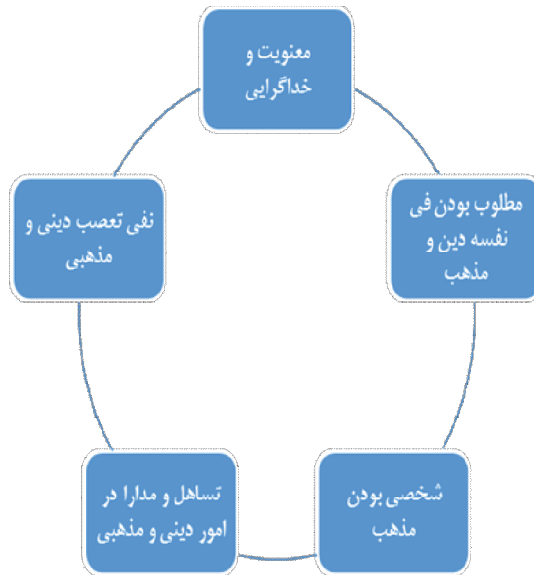 معنویت و
خداگرایی
مطلوب بودن فی
نفسه دین و
مذهب
نفی تعصب دینی و
مذهبی
شخصی بودن
مذهب
تساهل و مدارا در
امور دینی و مذهبی